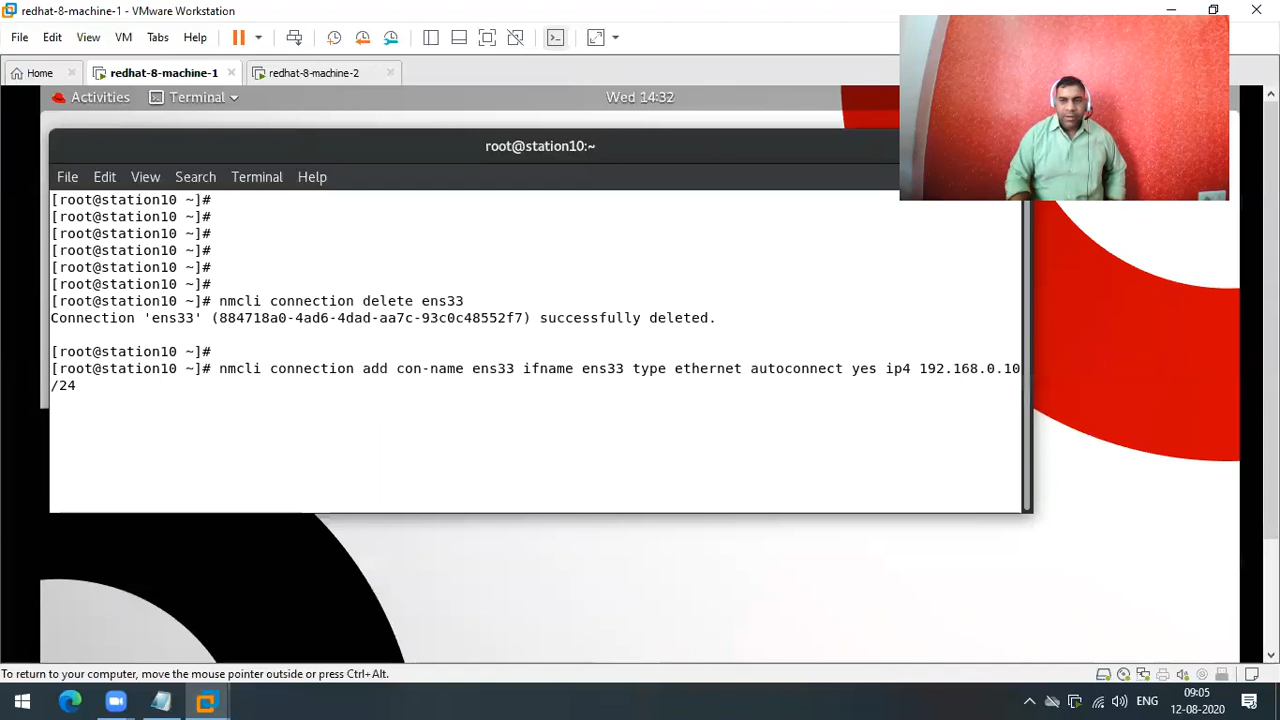 redhat-8-machine-1 - VMware Workstation
File Edit View VM Tabs Help
Home redhat-8-machine-1 redhat-8-machine-2
Activities Terminal Wed 14:32
root@station10:~
File Edit View Search Terminal Help
[root@station10 ~]#
[root@station10 ~]#
[root@station10 ~]#
[root@station10 ~]#
[root@station10 ~]#
[root@station10 ~]#
[root@station10 ~]# nmcli connection delete ens33
Connection 'ens33' (884718a0-4ad6-4dad-aa7c-93c0c48552f7) successfully deleted.
[root@station10 ~]#
[root@station10 ~]# nmcli connection add con-name ens33 ifname ens33 type ethernet autoconnect yes ip4 192.168.0.10
/24
To return to your computer, move the mouse pointer outside or press Ctrl+Alt.
ENG 09:05
12-08-2020